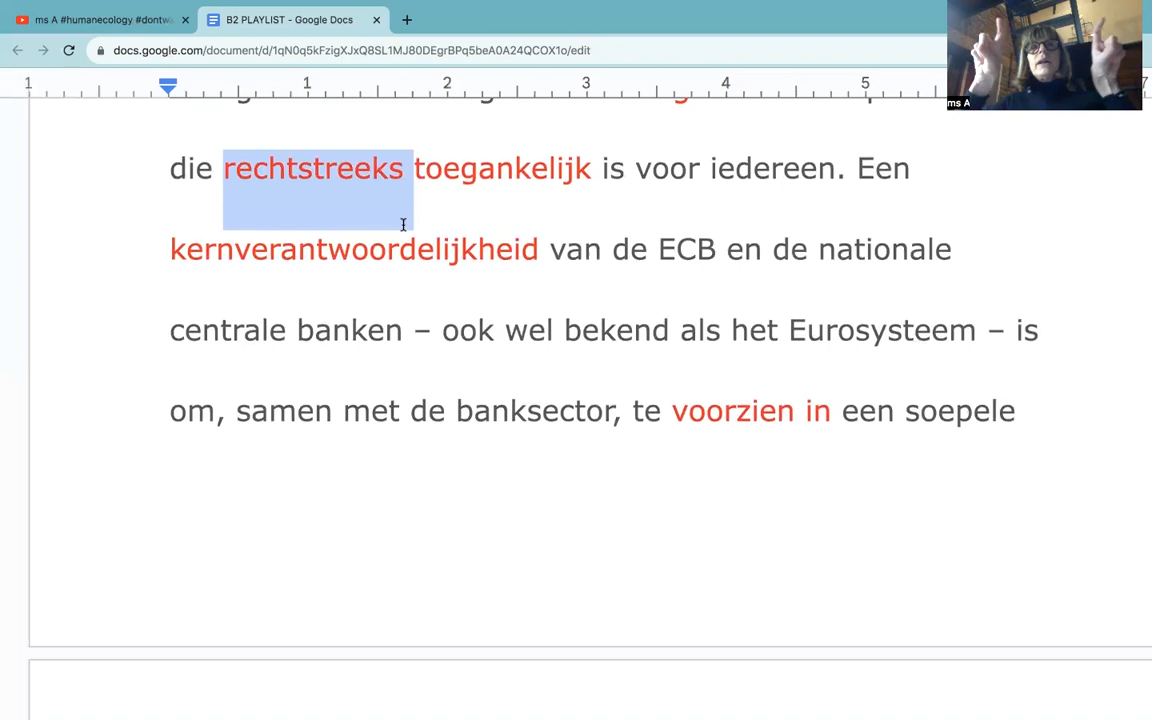 ms A #humanecology #dontw
B2 PLAYLIST - Google Docs
docs.google.com/document/d/1qN0q5kFzigXJxQ8SL1MJ80DEgrBPq5beA0A24QCOX1o/edit
1 1 2 3 4 5 7
ms A
die rechtstreeks toegankelijk is voor iedereen. Een
kernverantwoordelijkheid van de ECB en de nationale
centrale banken – ook wel bekend als het Eurosysteem – is
om, samen met de banksector, te voorzien in een soepele